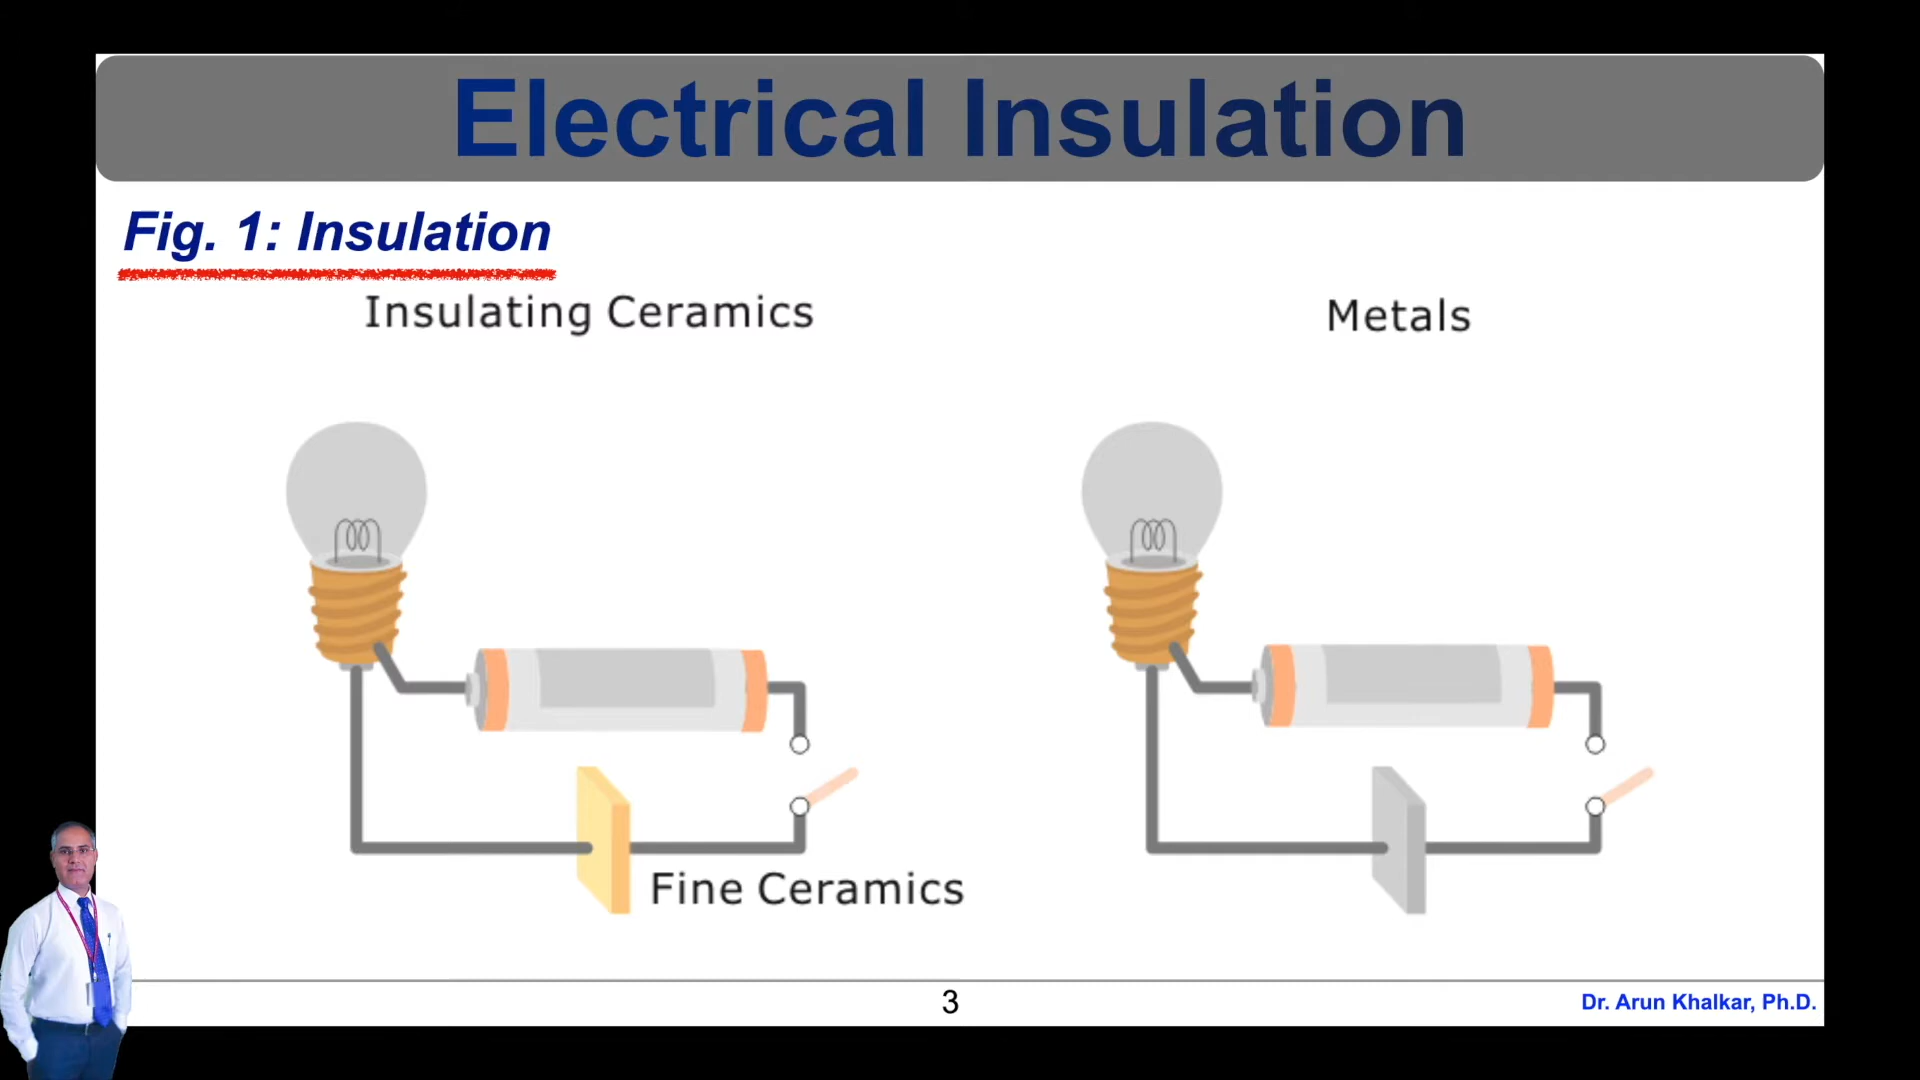 Electrical Insulation
Fig. 1: Insulation
Insulating Ceramics
Metals
Fine Ceramics
3
Dr. Arun Khalkar, Ph.D.